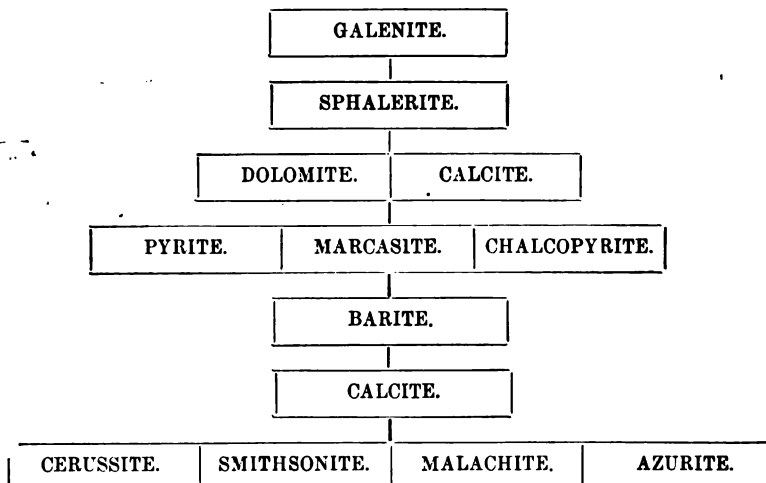 GALENITE.
SPHALERITE.
DOLOMITE. CALCITE.
PYRITE. MARCASITE. CHALCOPYRITE.
BARITE.
CALCITE.
CERUSSITE. SMITHSONITE. MALACHITE. AZURITE.